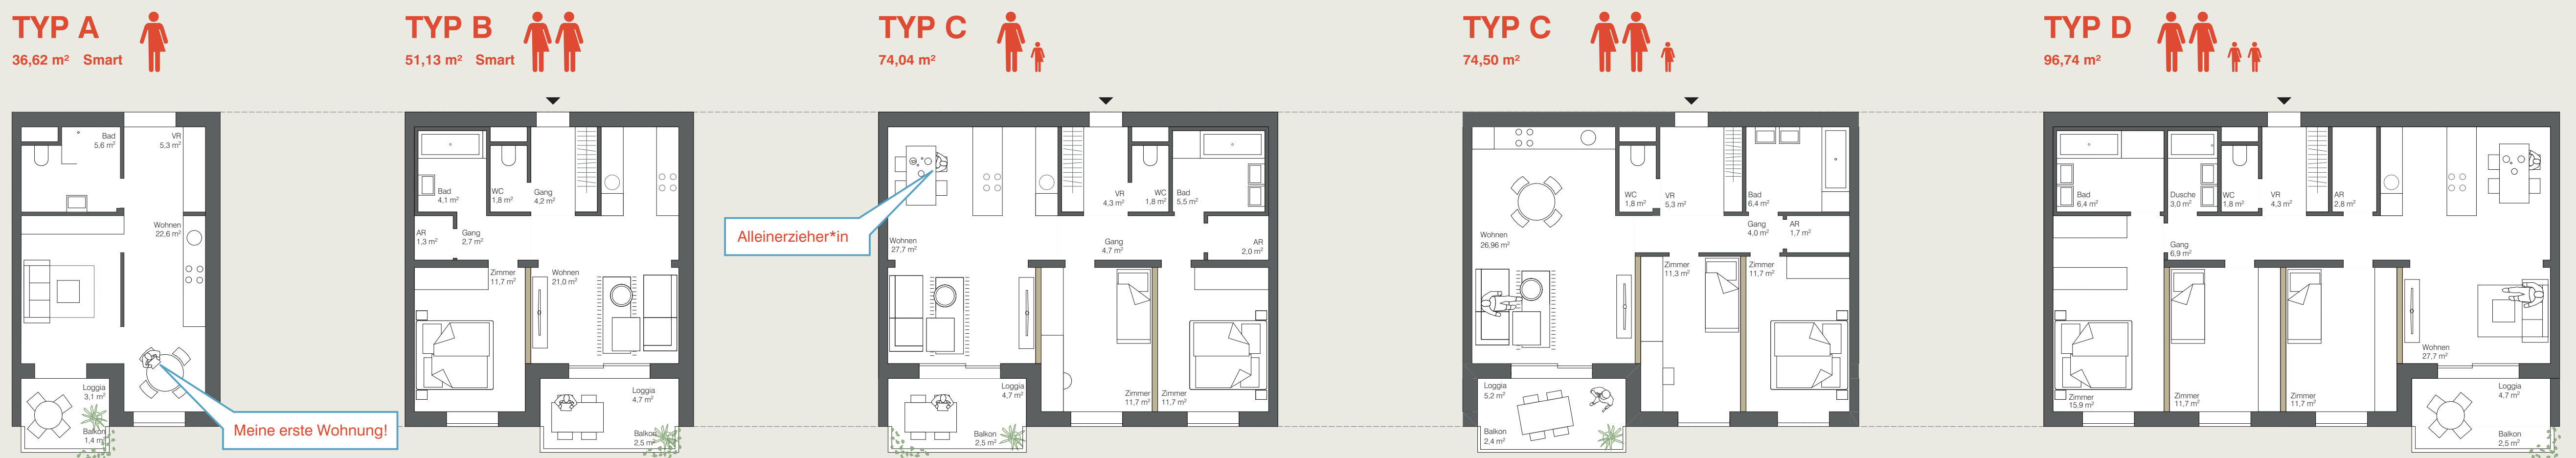 TYP A
36,62 m² Smart
Bad
5,6 m²
VR
5,3 m²
Wohnen
22,6 m²
Loggia
3,1 m²
Balkon
1,4 m²
Meine erste Wohnung!
TYP B
51,13 m² Smart
Bad
4,1 m²
WC
1,8 m²
Gang
4,2 m²
AR
1,3 m²
Gang
2,7 m²
Zimmer
11,7 m²
Wohnen
21,0 m²
Loggia
4,7 m²
Balkon
2,5 m²
TYP C
74,04 m²
Alleinerzieher*in
VR
4,3 m²
WC
1,8 m²
Bad
5,5 m²
Wohnen
27,7 m²
Gang
4,7 m²
AR
2,0 m²
Zimmer
11,7 m²
Zimmer
11,7 m²
Loggia
4,7 m²
Balkon
2,5 m²
TYP C
74,50 m²
WC
1,8 m²
VR
5,3 m²
Bad
6,4 m²
Wohnen
26,96 m²
Gang
4,0 m²
AR
1,7 m²
Zimmer
11,3 m²
Zimmer
11,7 m²
Loggia
5,2 m²
Balkon
2,4 m²
TYP D
96,74 m²
Bad
6,4 m²
Dusche
3,0 m²
WC
1,8 m²
VR
4,3 m²
AR
2,8 m²
Gang
6,9 m²
Zimmer
15,9 m²
Zimmer
11,7 m²
Zimmer
11,7 m²
Wohnen
27,7 m²
Loggia
4,7 m²
Balkon
2,5 m²